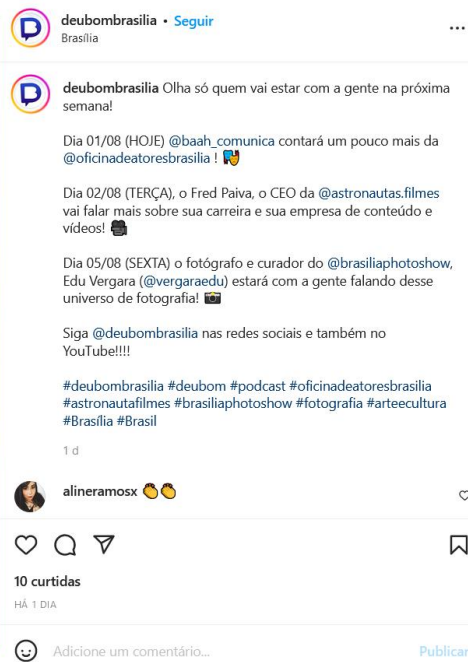 deubombrasilia • Seguir
Brasília
deubombrasilia Olha só quem vai estar com a gente na próxima
semana!
Dia 01/08 (HOJE) @baah_comunica contará um pouco mais da
@oficinadeatoresbrasilia !
Dia 02/08 (TERÇA), o Fred Paiva, o CEO da @astronautas.filmes
vai falar mais sobre sua carreira e sua empresa de conteúdo e
vídeos!
Dia 05/08 (SEXTA) o fotógrafo e curador do @brasiliaphotoshow,
Edu Vergara (@vergaraedu) estará com a gente falando desse
universo de fotografia! 📸
Siga @deubombrasilia nas redes sociais e também no
YouTube!!!!
#deubombrasilia #deubom #podcast #oficinadeatoresbrasilia
#astronautafilmes #brasiliaphotoshow #fotografia #arteecultura
#Brasília #Brasil
1 d
alineramosx 👏👏
10 curtidas
HÁ 1 DIA
Adicione um comentário...
Publicar